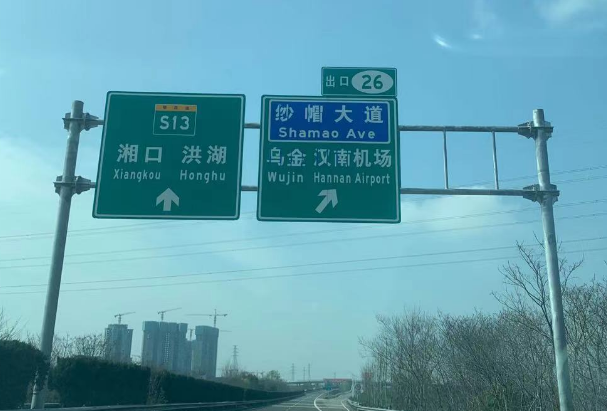 S13
湘口 洪湖
Xiangkou Honghu
出口 26
纱帽大道
Shamao Ave
乌金 汉南机场
Wujin Hannan Airport